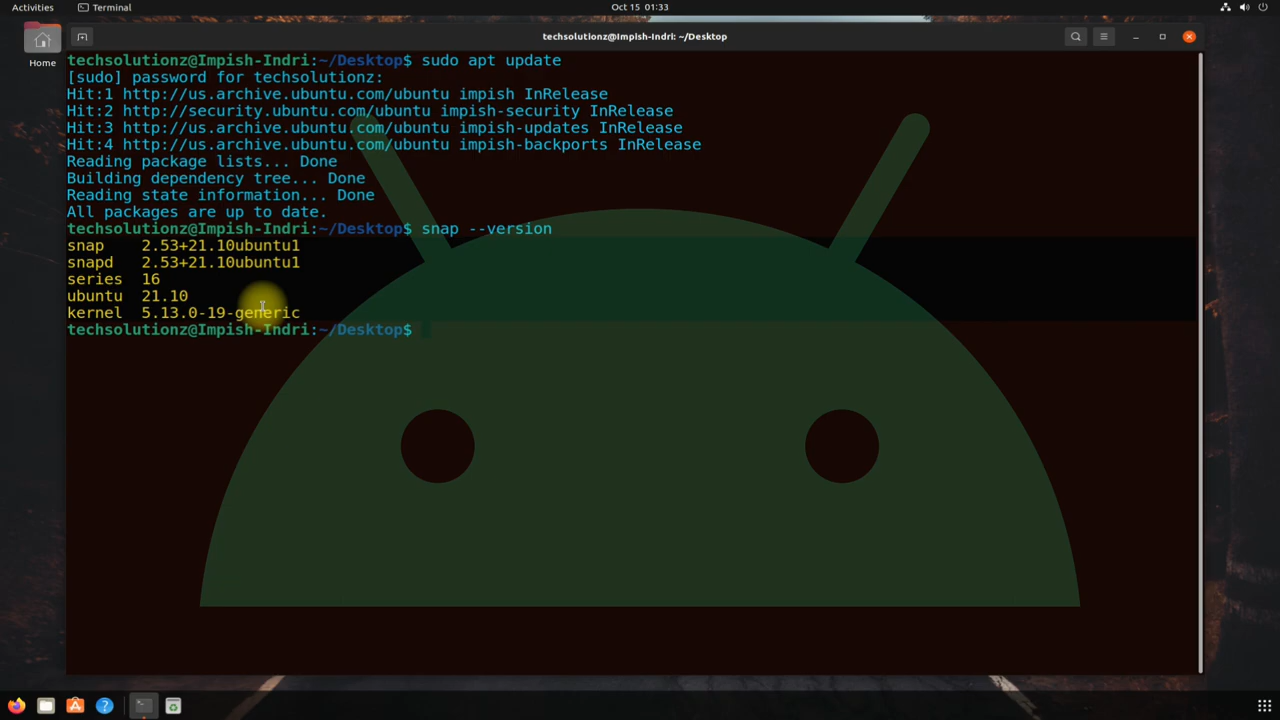 Activities
Terminal
Oct 15 01:33
Home
techsolutionz@Impish-Indri: ~/Desktop
techsolutionz@Impish-Indri:~/Desktop$ sudo apt update
[sudo] password for techsolutionz:
Hit:1 http://us.archive.ubuntu.com/ubuntu impish InRelease
Hit:2 http://security.ubuntu.com/ubuntu impish-security InRelease
Hit:3 http://us.archive.ubuntu.com/ubuntu impish-updates InRelease
Hit:4 http://us.archive.ubuntu.com/ubuntu impish-backports InRelease
Reading package lists... Done
Building dependency tree... Done
Reading state information... Done
All packages are up to date.
techsolutionz@Impish-Indri:~/Desktop$ snap --version
snap    2.53+21.10ubuntu1
snapd   2.53+21.10ubuntu1
series  16
ubuntu  21.10
kernel  5.13.0-19-generic
techsolutionz@Impish-Indri:~/Desktop$